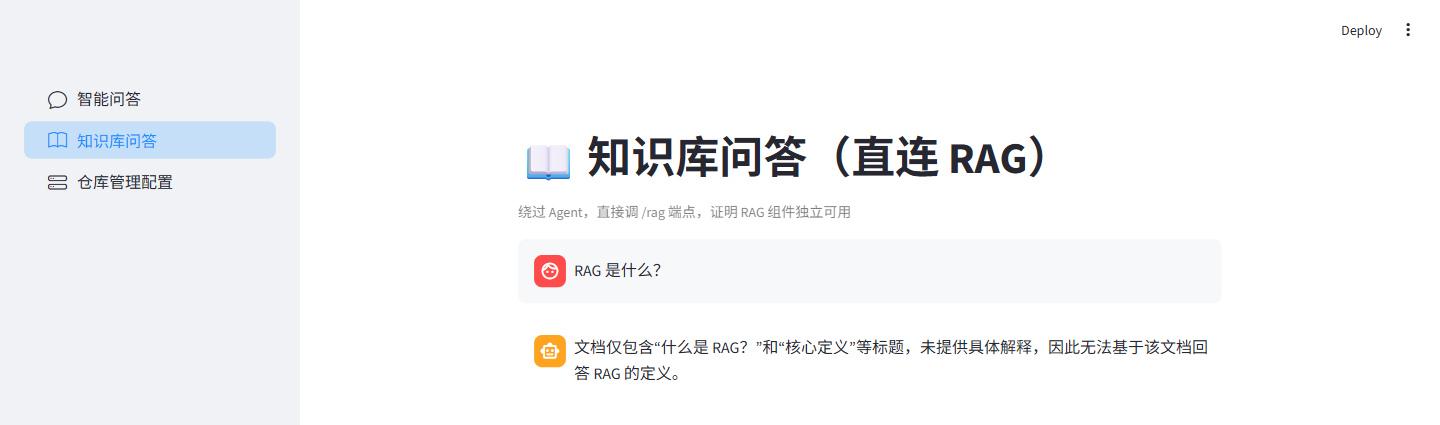 Deploy
智能问答
知识库问答
仓库管理配置
知识库问答（直连 RAG）
绕过 Agent，直接调 /rag 端点，证明 RAG 组件独立可用
RAG 是什么？
文档仅包含“什么是 RAG？”和“核心定义”等标题，未提供具体解释，因此无法基于该文档回
答 RAG 的定义。